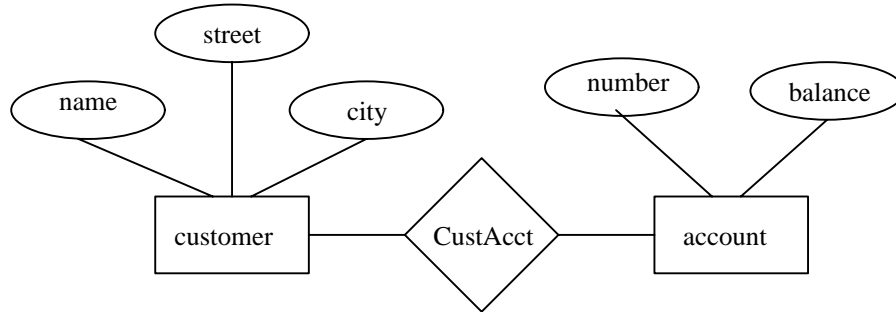 street
name
city
number
balance
customer
CustAcct
account